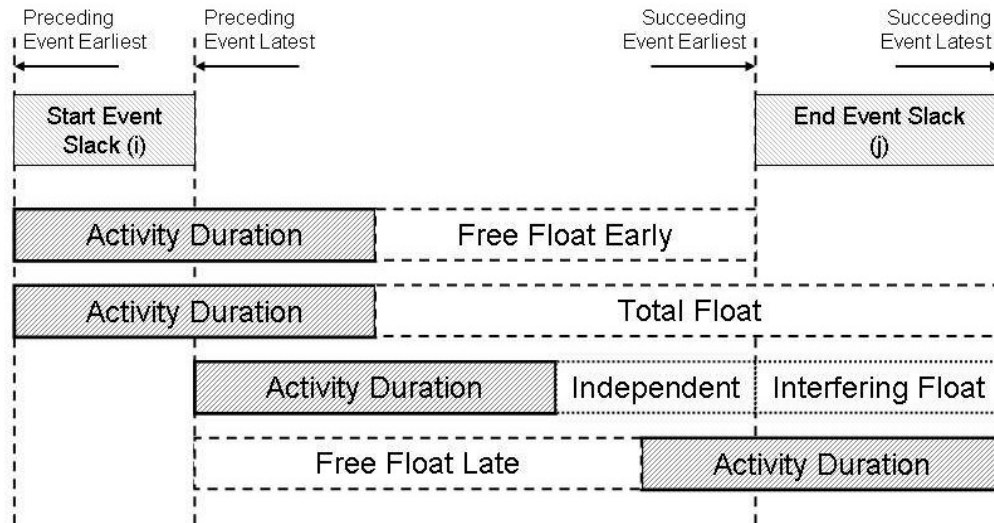 Preceding
Event Earliest
Preceding
Event Latest
Succeeding
Event Earliest
Succeeding
Event Latest
Start Event
Slack (i)
End Event Slack
(j)
Activity Duration
Free Float Early
Activity Duration
Total Float
Activity Duration
Independent
Interfering Float
Free Float Late
Activity Duration